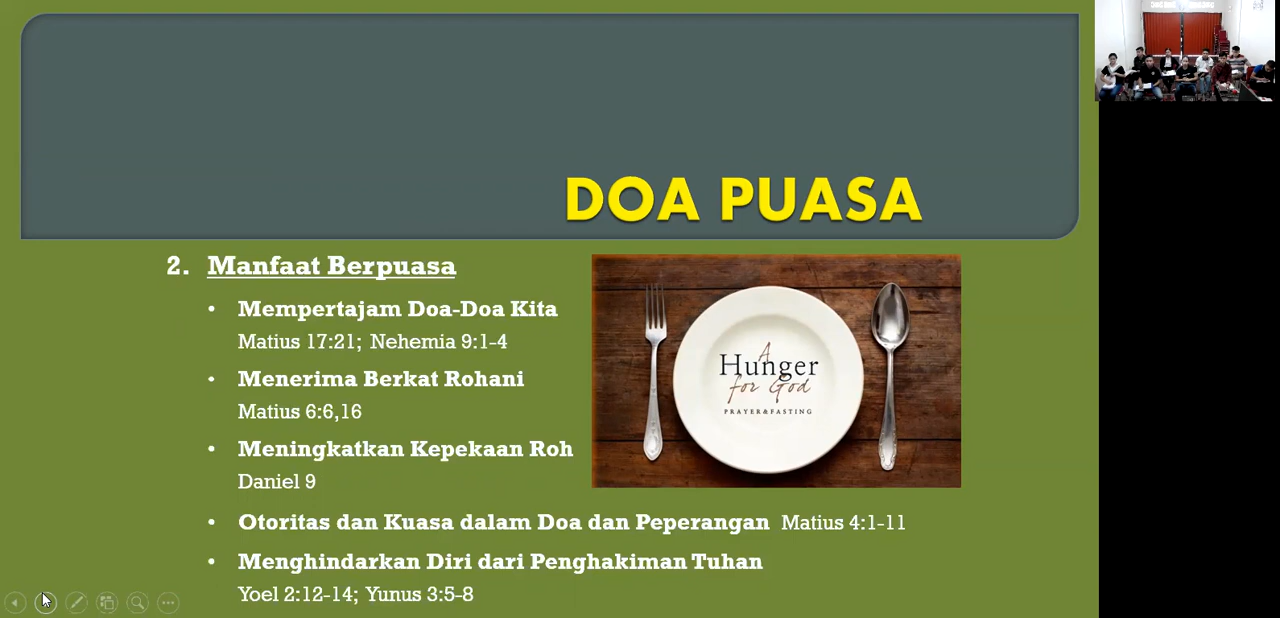 DOA PUASA
2. Manfaat Berpuasa
• Mempertajam Doa-Doa Kita
Matius 17:21; Nehemia 9:1-4
• Menerima Berkat Rohani
Matius 6:6,16
• Meningkatkan Kepekaan Roh
Daniel 9
• Otoritas dan Kuasa dalam Doa dan Peperangan Matius 4:1-11
• Menghindarkan Diri dari Penghakiman Tuhan
Yoel 2:12-14; Yunus 3:5-8
A
Hunger
for God
PRAYER & FASTING